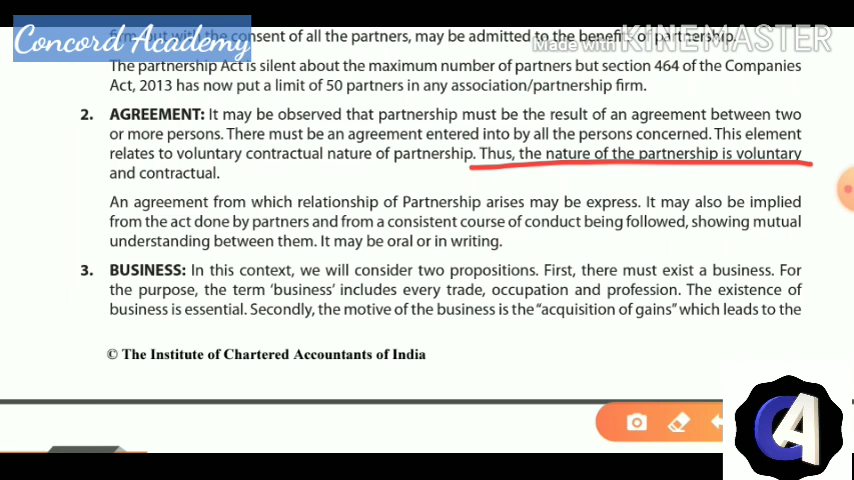 firm, but with the consent of all the partners, may be admitted to the benefits of partnership.
Concord Academy
Made with KINEMASTER
The partnership Act is silent about the maximum number of partners but section 464 of the Companies
Act, 2013 has now put a limit of 50 partners in any association/partnership firm.
2. AGREEMENT: It may be observed that partnership must be the result of an agreement between two
or more persons. There must be an agreement entered into by all the persons concerned. This element
relates to voluntary contractual nature of partnership. Thus, the nature of the partnership is voluntary
and contractual.
An agreement from which relationship of Partnership arises may be express. It may also be implied
from the act done by partners and from a consistent course of conduct being followed, showing mutual
understanding between them. It may be oral or in writing.
3. BUSINESS: In this context, we will consider two propositions. First, there must exist a business. For
the purpose, the term ‘business’ includes every trade, occupation and profession. The existence of
business is essential. Secondly, the motive of the business is the “acquisition of gains” which leads to the
© The Institute of Chartered Accountants of India
CA